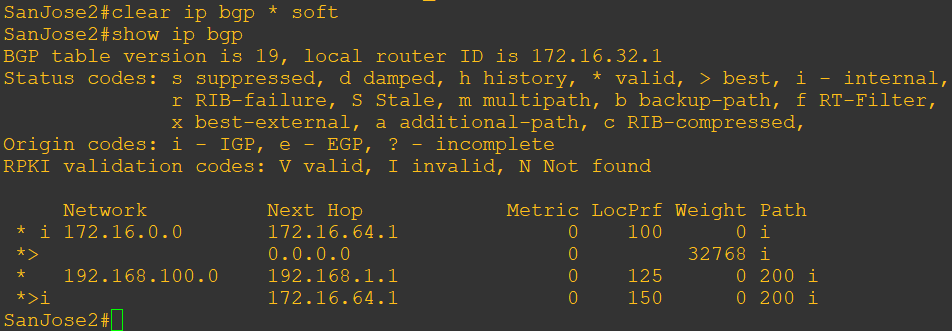 SanJose2#clear ip bgp * soft
SanJose2#show ip bgp
BGP table version is 19, local router ID is 172.16.32.1
Status codes: s suppressed, d damped, h history, * valid, > best, i - internal,
              r RIB-failure, S Stale, m multipath, b backup-path, f RT-Filter,
              x best-external, a additional-path, c RIB-compressed,
Origin codes: i - IGP, e - EGP, ? - incomplete
RPKI validation codes: V valid, I invalid, N Not found

     Network          Next Hop            Metric LocPrf Weight Path
 * i 172.16.0.0       172.16.64.1              0    100      0 i
 *>                   0.0.0.0                  0         32768 i
 *   192.168.100.0    192.168.1.1              0    125      0 200 i
 *>i                  172.16.64.1              0    150      0 200 i
SanJose2#